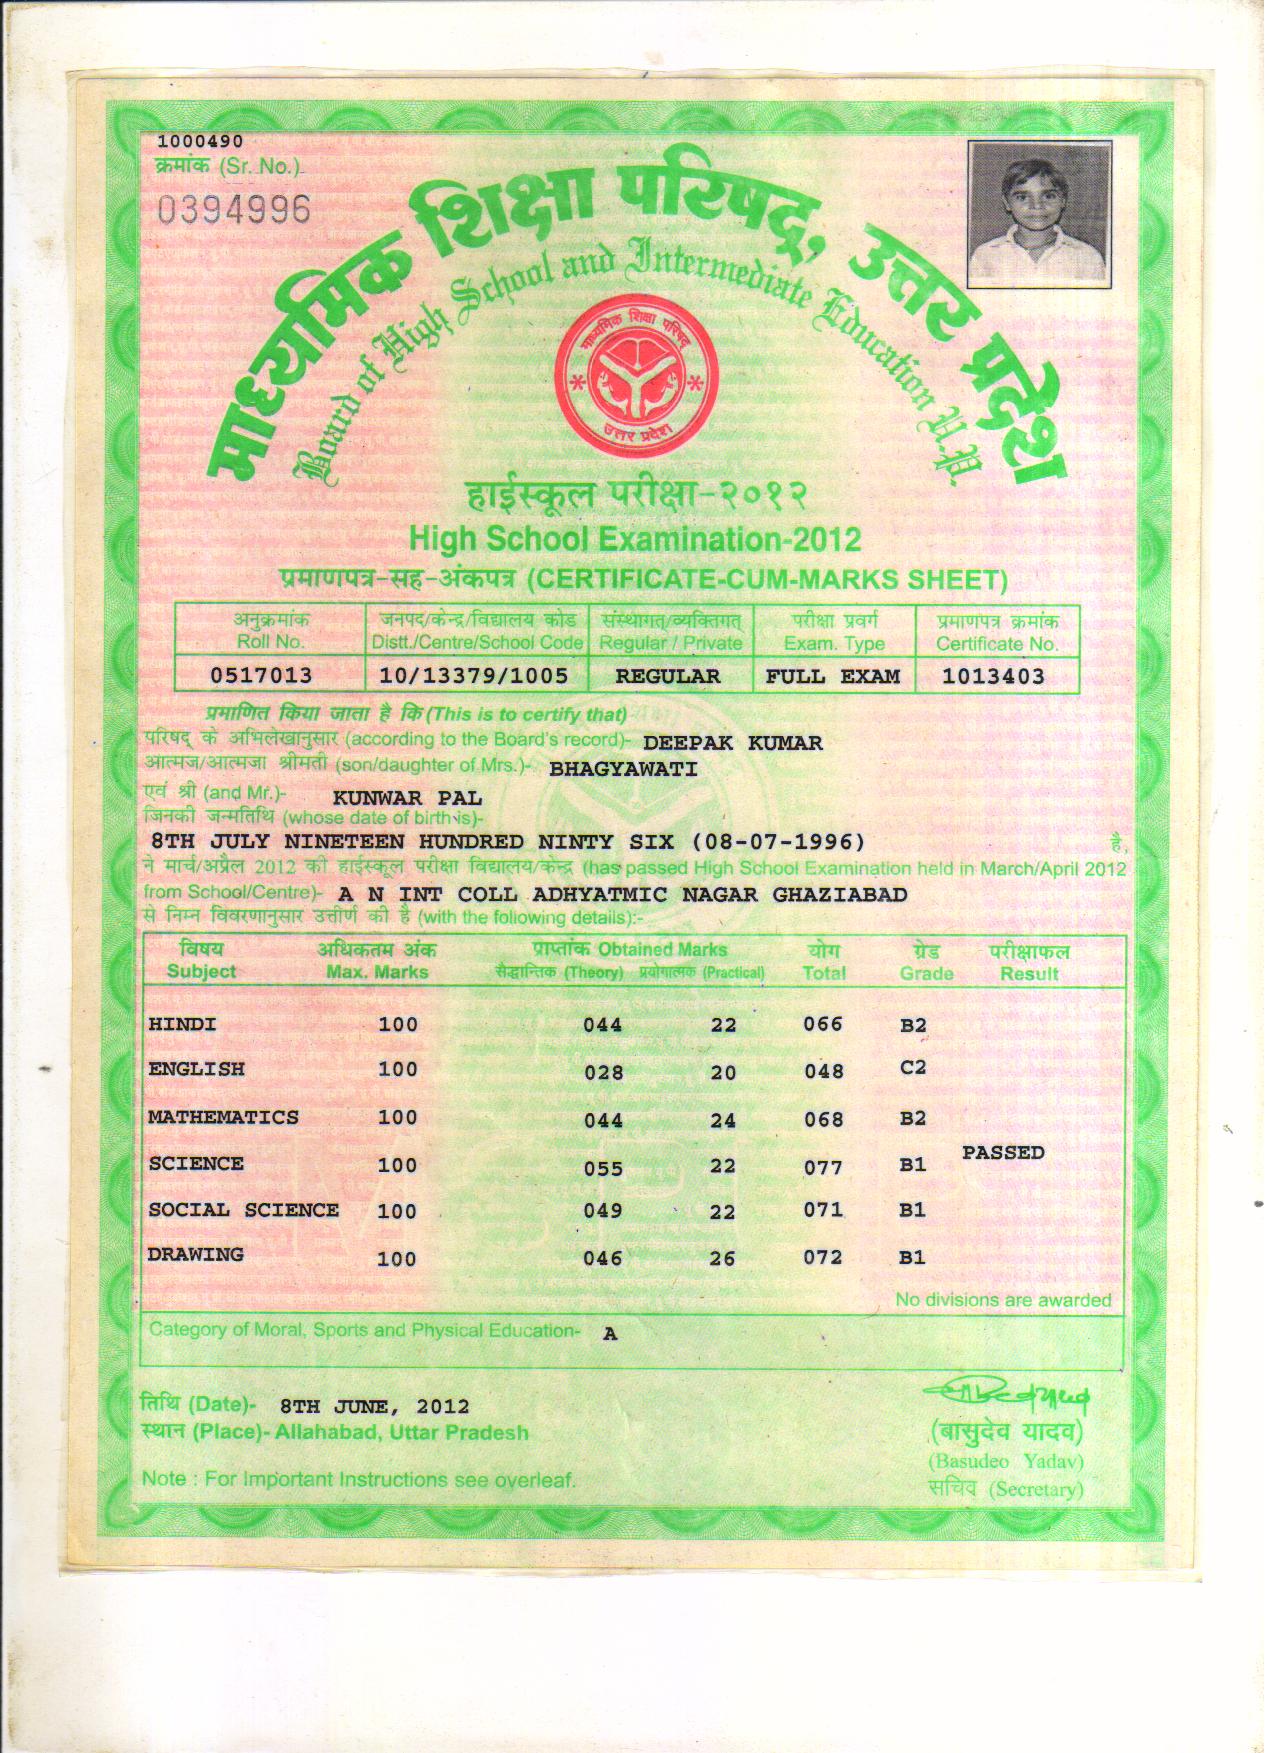 1000490
क्रमांक (Sr. No.)
0394996
माध्यमिक शिक्षा परिषद्, उत्तर प्रदेश
Board of High School and Intermediate Education U.P.
माध्यमिक शिक्षा परिषद्
उत्तर प्रदेश
हाईस्कूल परीक्षा-२०१२
High School Examination-2012
प्रमाणपत्र-सह-अंकपत्र (CERTIFICATE-CUM-MARKS SHEET)
अनुक्रमांक जनपद/केन्द्र/विद्यालय कोड संस्थागत/व्यक्तिगत परीक्षा प्रवर्ग प्रमाणपत्र क्रमांक
Roll No. Distt./Centre/School Code Regular / Private Exam. Type Certificate No.
0517013 10/13379/1005 REGULAR FULL EXAM 1013403
प्रमाणित किया जाता है कि (This is to certify that)
परिषद् के अभिलेखानुसार (according to the Board's record)- DEEPAK KUMAR
आत्मज/आत्मजा श्रीमती (son/daughter of Mrs.)- BHAGYAWATI
एवं श्री (and Mr.)- KUNWAR PAL
जिनकी जन्मतिथि (whose date of birth is)-
8TH JULY NINETEEN HUNDRED NINTY SIX (08-07-1996) है,
ने मार्च/अप्रैल 2012 की हाईस्कूल परीक्षा विद्यालय/केन्द्र (has passed High School Examination held in March/April 2012
from School/Centre)- A N INT COLL ADHYATMIC NAGAR GHAZIABAD
से निम्न विवरणानुसार उत्तीर्ण की है (with the following details):-
विषय अधिकतम अंक प्राप्तांक Obtained Marks योग ग्रेड परीक्षाफल
Subject Max. Marks सैद्धान्तिक (Theory) प्रयोगात्मक (Practical) Total Grade Result
HINDI 100 044 22 066 B2
ENGLISH 100 028 20 048 C2
MATHEMATICS 100 044 24 068 B2
PASSED
SCIENCE 100 055 22 077 B1
SOCIAL SCIENCE 100 049 22 071 B1
DRAWING 100 046 26 072 B1
No divisions are awarded
Category of Moral, Sports and Physical Education- A
तिथि (Date)- 8TH JUNE, 2012
स्थान (Place)- Allahabad, Uttar Pradesh
(बासुदेव यादव)
(Basudeo Yadav)
सचिव (Secretary)
Note : For Important Instructions see overleaf.